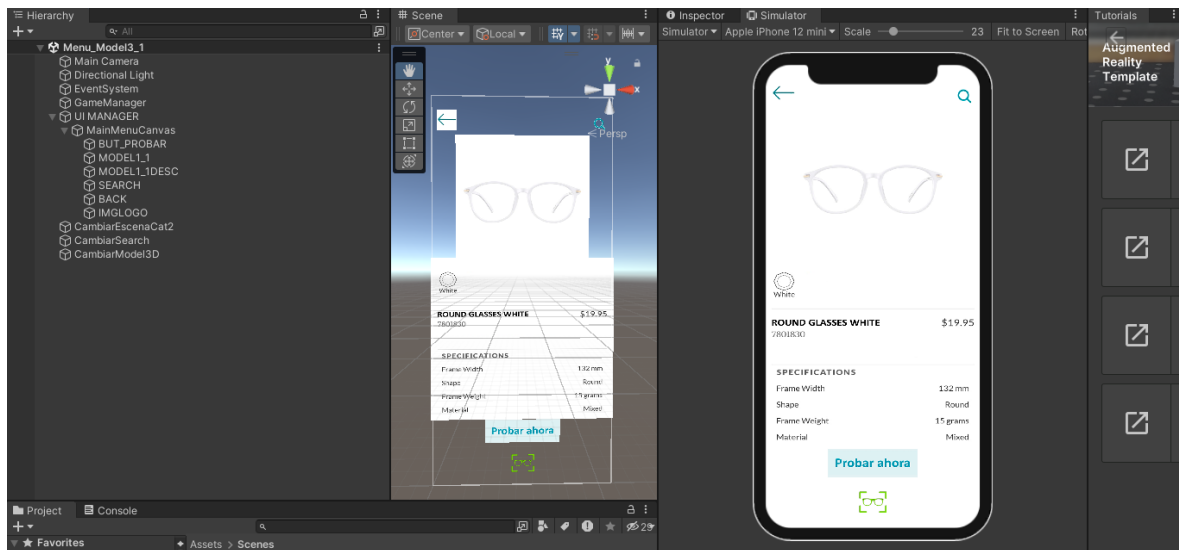 Hierarchy
All
Menu_Model3_1
Main Camera
Directional Light
EventSystem
GameManager
UI MANAGER
MainMenuCanvas
BUT_PROBAR
MODEL1_1
MODEL1_1DESC
SEARCH
BACK
IMGLOGO
CambiarEscenaCat2
CambiarSearch
CambiarModel3D
Scene
Center
Local
y
x
Persp
White
ROUND GLASSES WHITE $19.95
7801830
SPECIFICATIONS
Frame Width 132 mm
Shape Round
Frame Weight 15 grams
Material Mixed
Probar ahora
Inspector Simulator
Simulator Apple iPhone 12 mini Scale 23 Fit to Screen Rot
White
ROUND GLASSES WHITE $19.95
7801830
SPECIFICATIONS
Frame Width 132 mm
Shape Round
Frame Weight 15 grams
Material Mixed
Probar ahora
Tutorials
Augmented
Reality
Template
Project Console
Favorites
Assets > Scenes